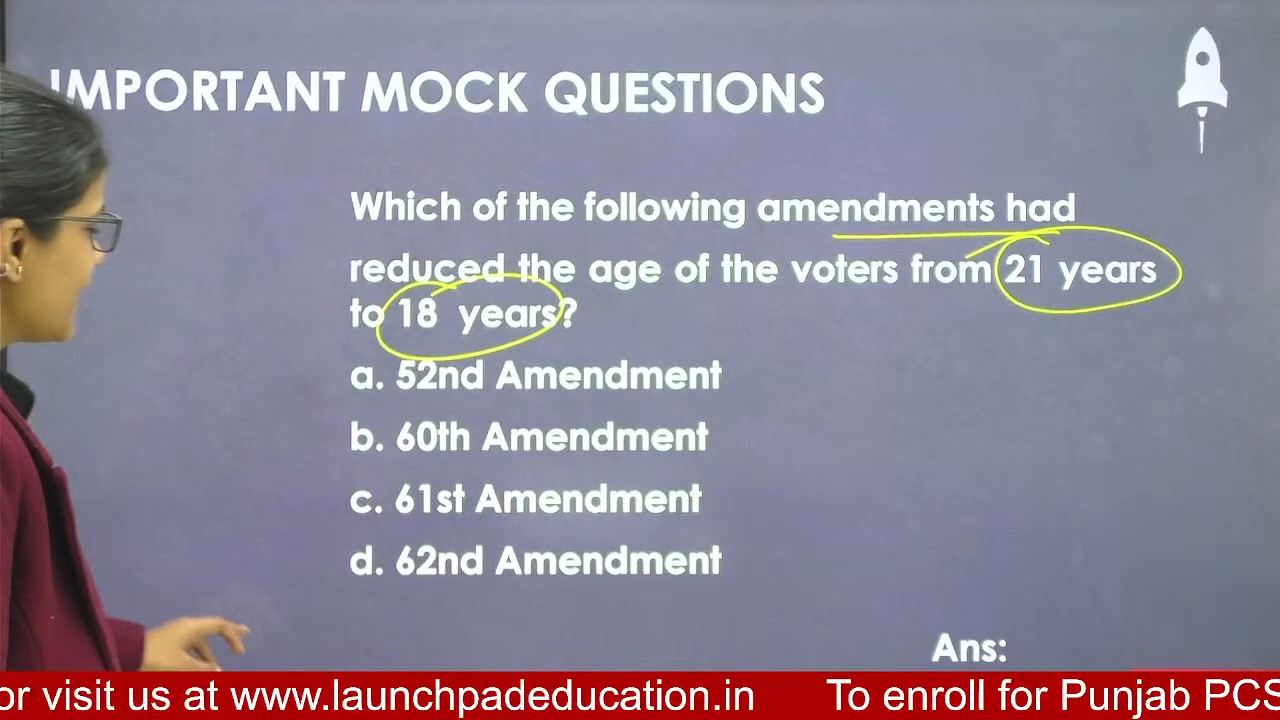 IMPORTANT MOCK QUESTIONS
Which of the following amendments had
reduced the age of the voters from 21 years
to 18 years?
a. 52nd Amendment
b. 60th Amendment
c. 61st Amendment
d. 62nd Amendment
Ans:
or visit us at www.launchpadeducation.in To enroll for Punjab PCS